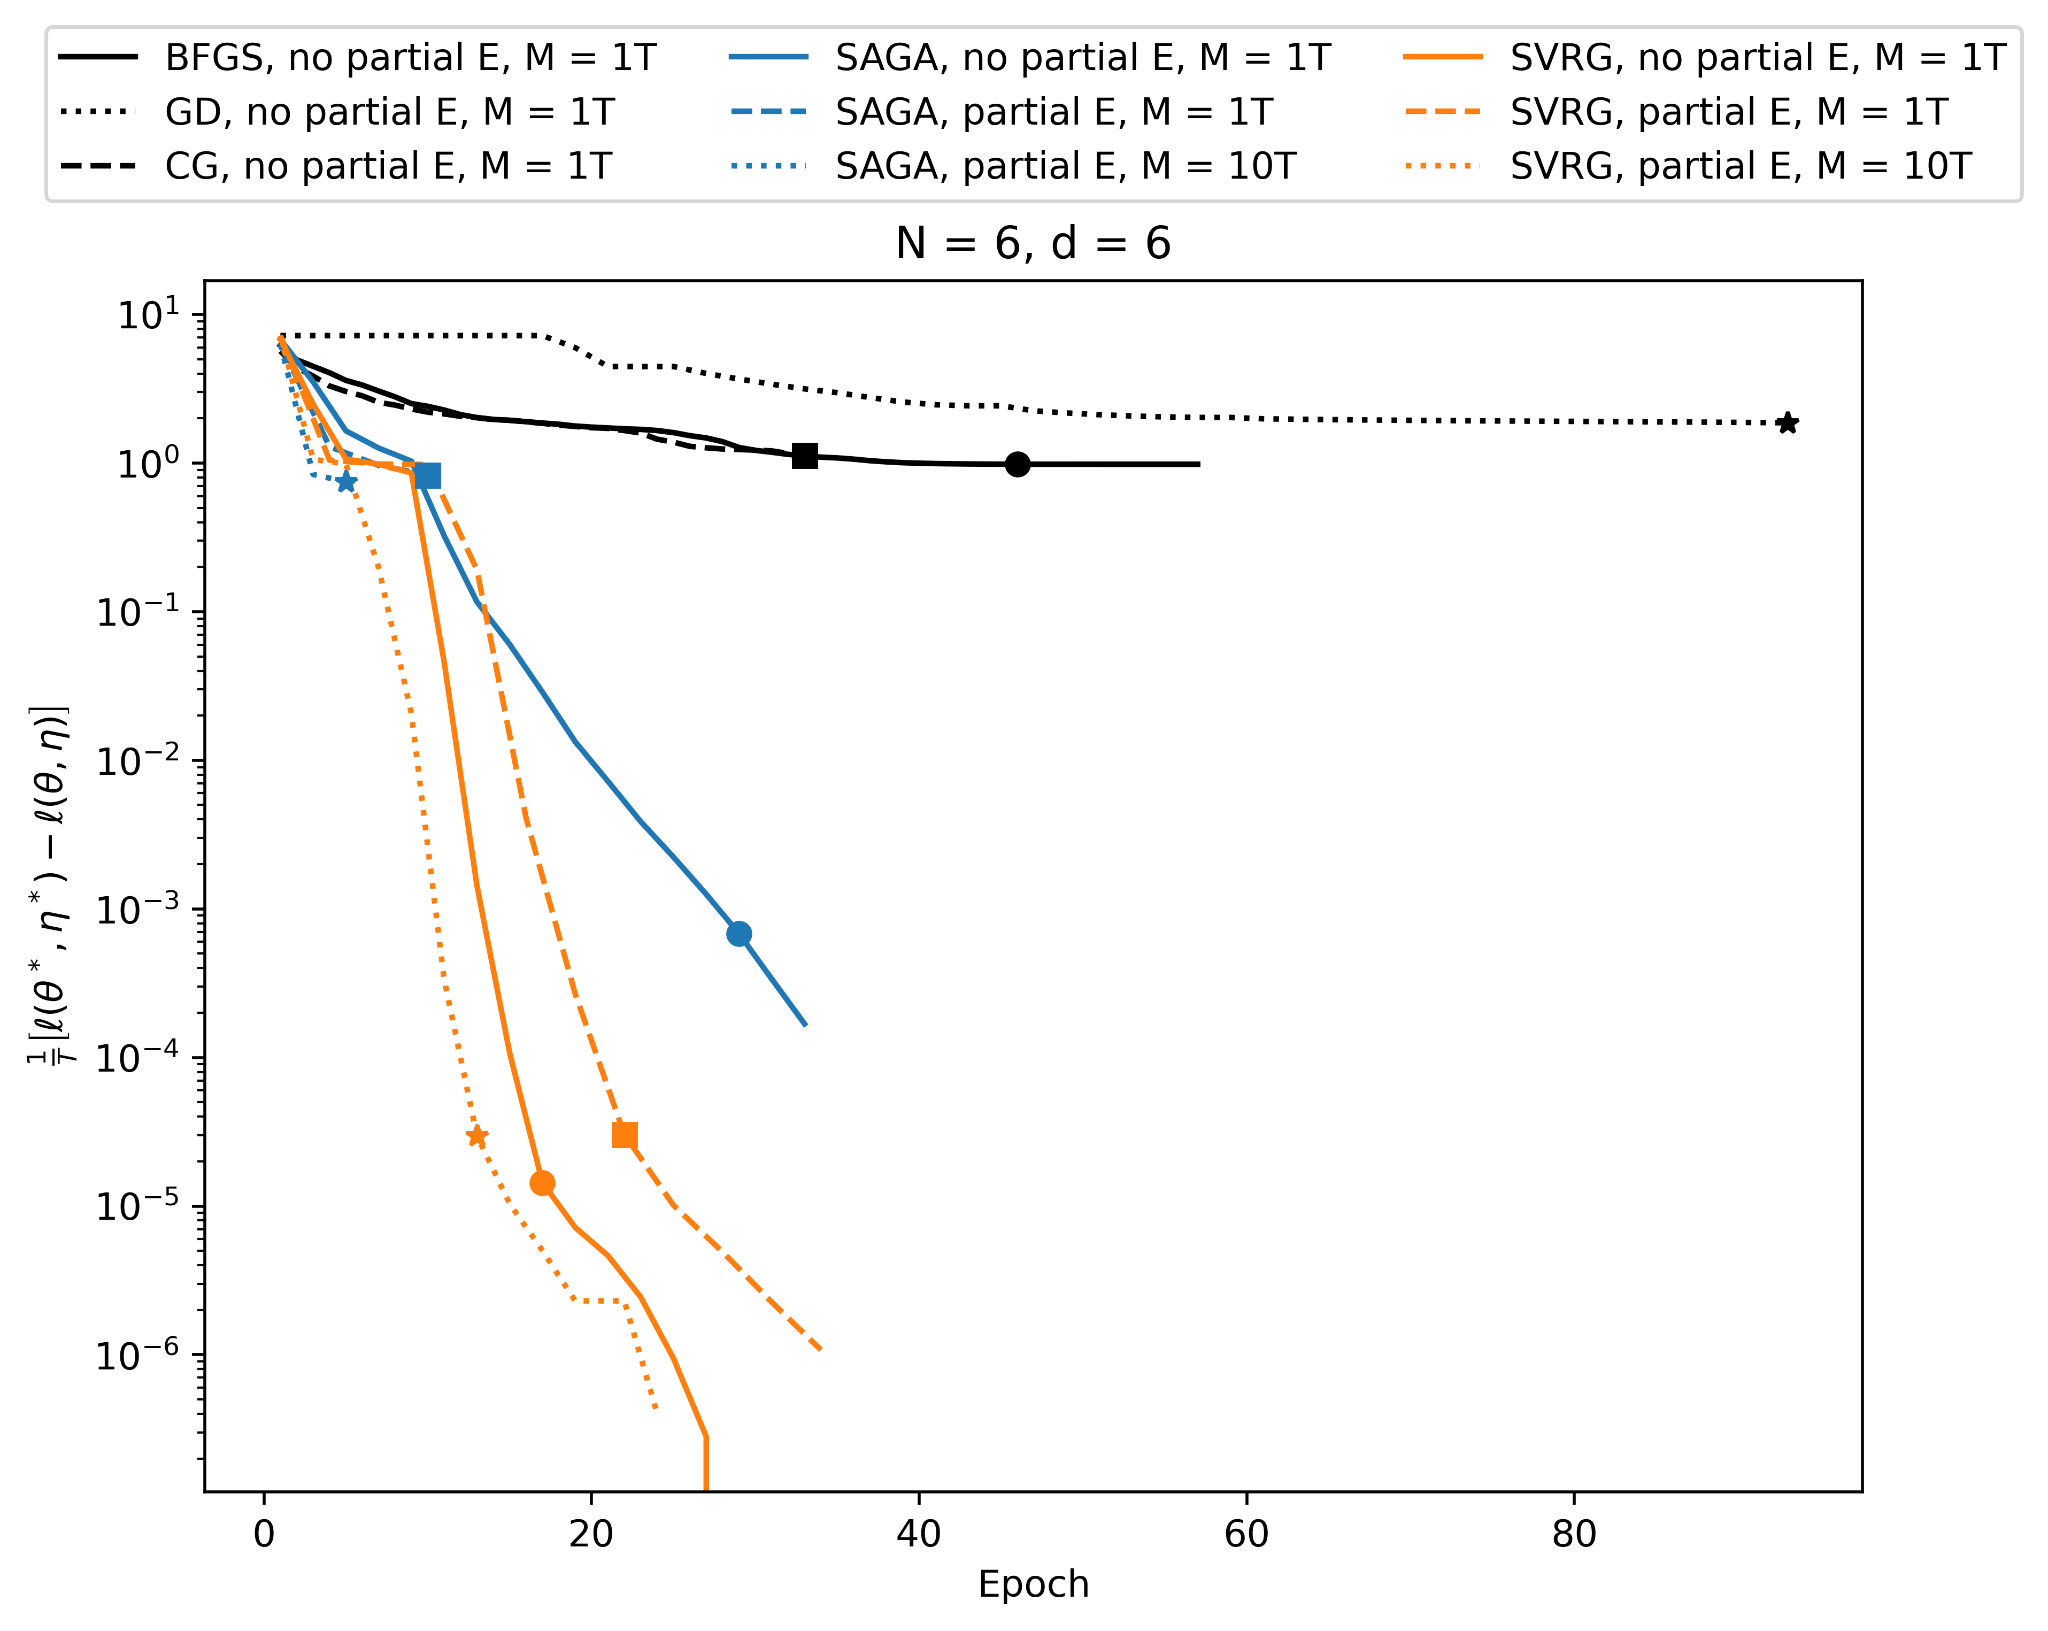 BFGS, no partial E, M = 1T
GD, no partial E, M = 1T
CG, no partial E, M = 1T
SAGA, no partial E, M = 1T
SAGA, partial E, M = 1T
SAGA, partial E, M = 10T
SVRG, no partial E, M = 1T
SVRG, partial E, M = 1T
SVRG, partial E, M = 10T
N = 6, d = 6
10¹
10⁰
10⁻¹
10⁻²
10⁻³
10⁻⁴
10⁻⁵
10⁻⁶
1/T [ℓ(θ*, η*) − ℓ(θ, η)]
0 20 40 60 80
Epoch